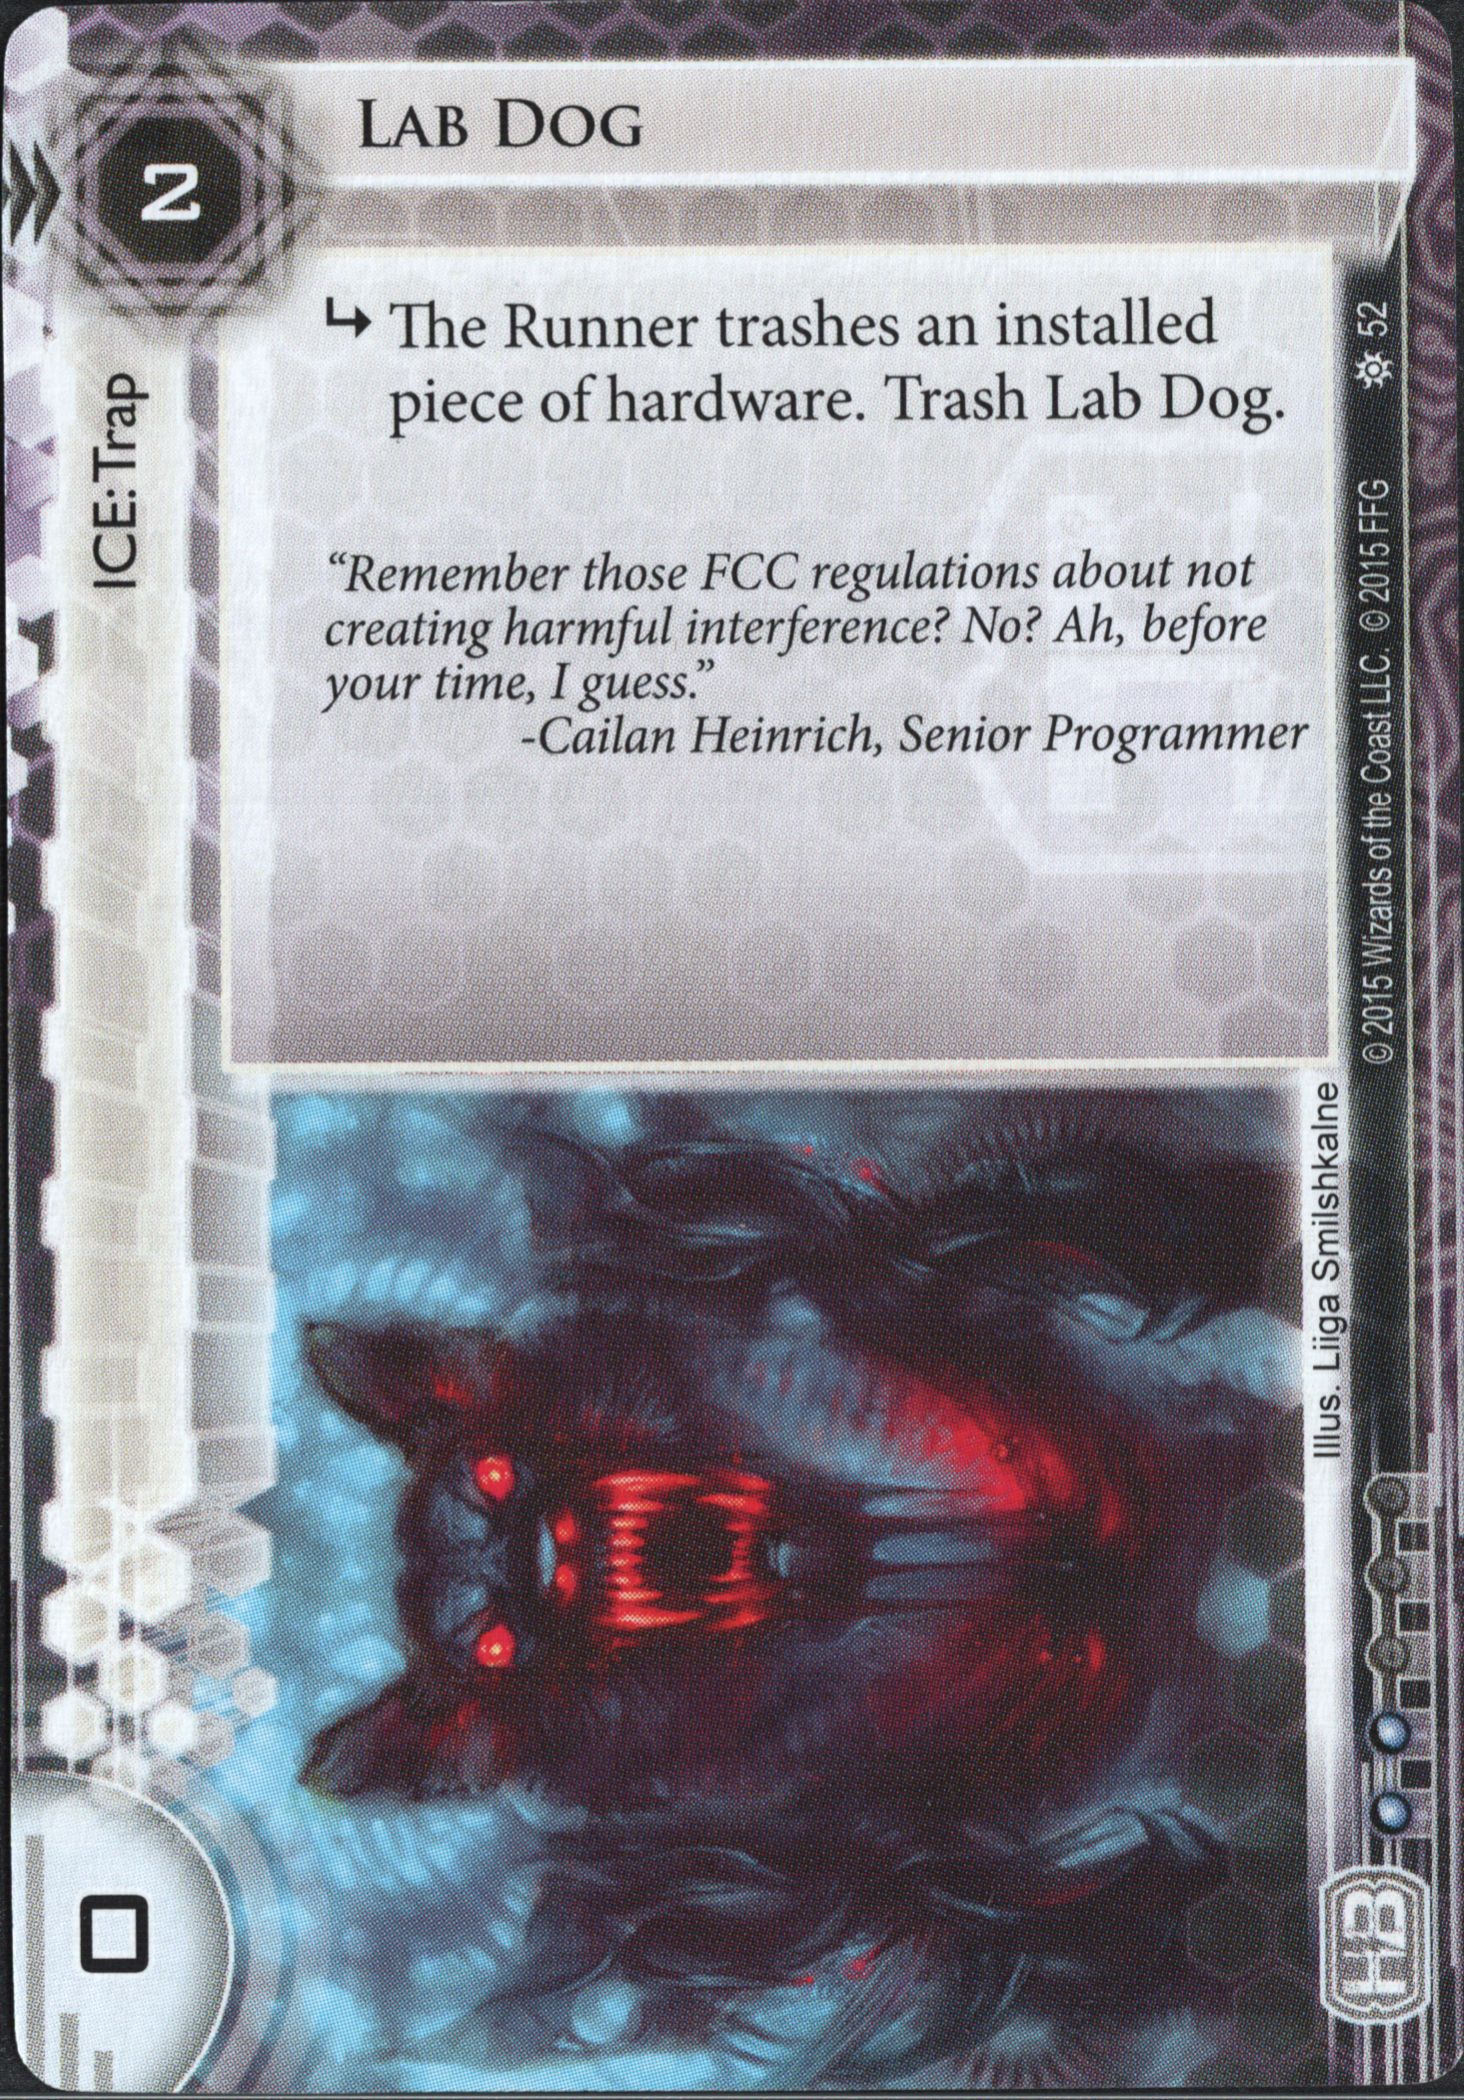 LAB DOG
2
ICE: Trap
↳ The Runner trashes an installed
piece of hardware. Trash Lab Dog.
“Remember those FCC regulations about not
creating harmful interference? No? Ah, before
your time, I guess.”
-Cailan Heinrich, Senior Programmer
52
© 2015 Wizards of the Coast LLC. © 2015 FFG
Illus. Liiga Smilshkalne
0
HB